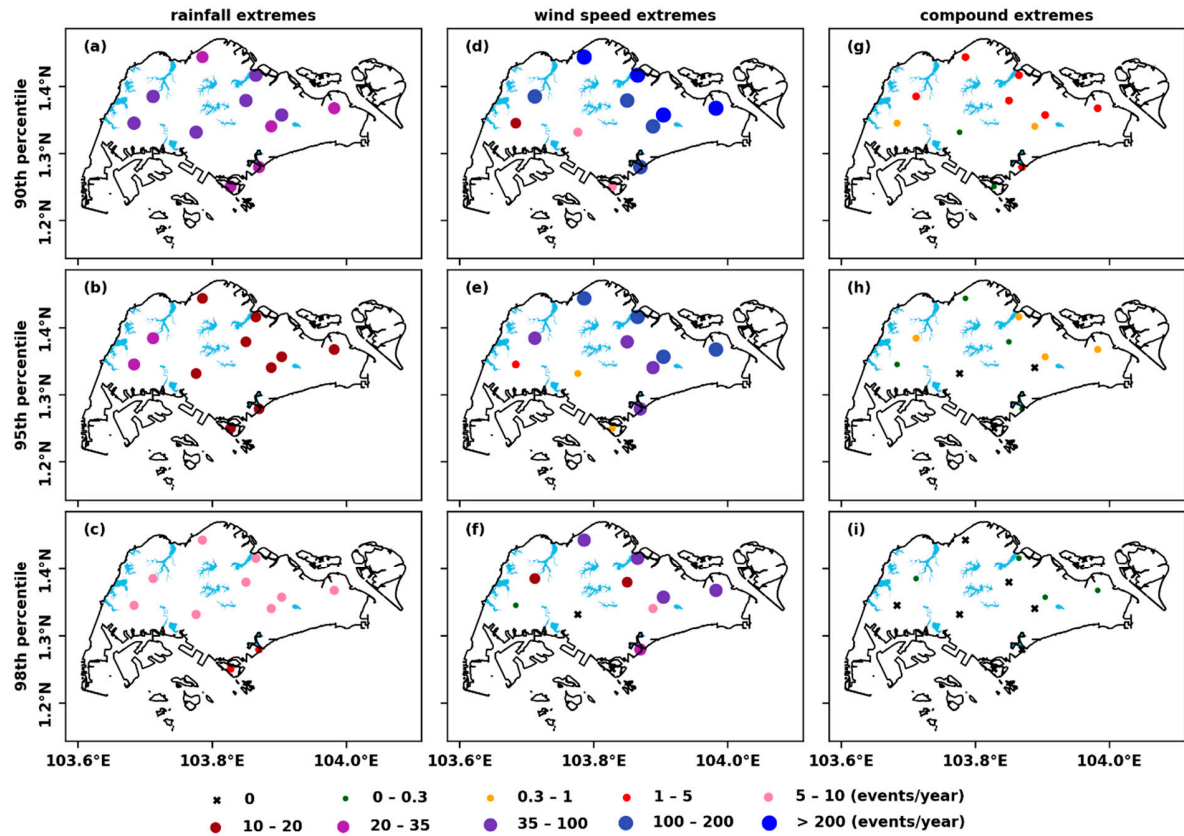 rainfall extremes wind speed extremes compound extremes
90th percentile
1.4°N
1.3°N
1.2°N
(a)
(d)
(g)
95th percentile
1.4°N
1.3°N
1.2°N
(b)
(e)
(h)
98th percentile
1.4°N
1.3°N
1.2°N
(c)
(f)
(i)
103.6°E 103.8°E 104.0°E 103.6°E 103.8°E 104.0°E 103.6°E 103.8°E 104.0°E
0 0 – 0.3 0.3 – 1 1 – 5 5 – 10 (events/year)
10 – 20 20 – 35 35 – 100 100 – 200 > 200 (events/year)